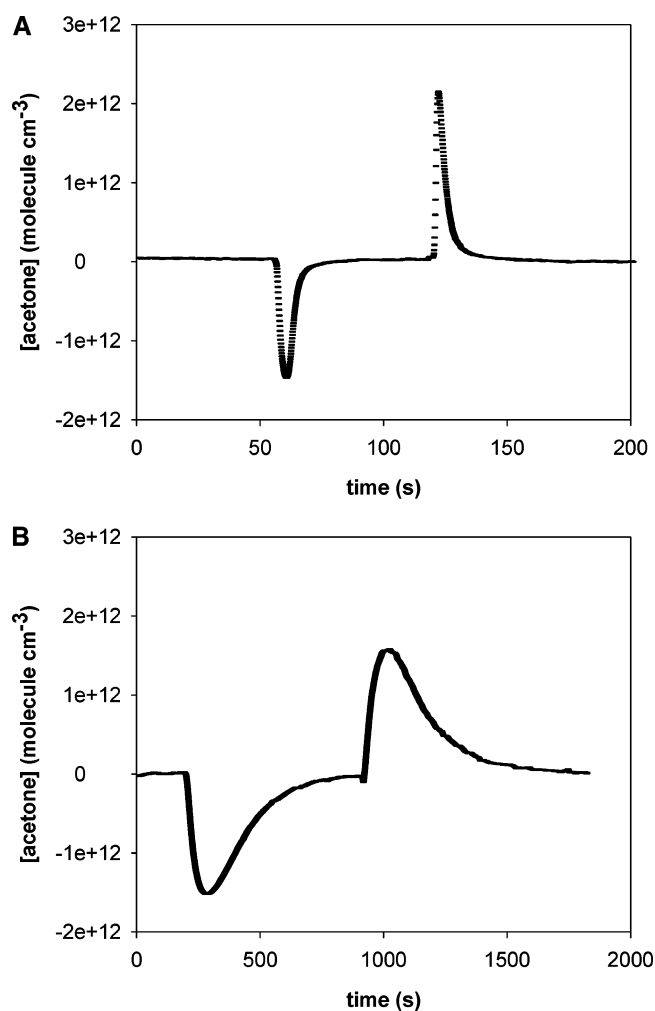 A
[acetone] (molecule cm-3)
3e+12
2e+12
1e+12
0
-1e+12
-2e+12
0 50 100 150 200
time (s)
B
[acetone] (molecule cm-3)
3e+12
2e+12
1e+12
0
-1e+12
-2e+12
0 500 1000 1500 2000
time (s)